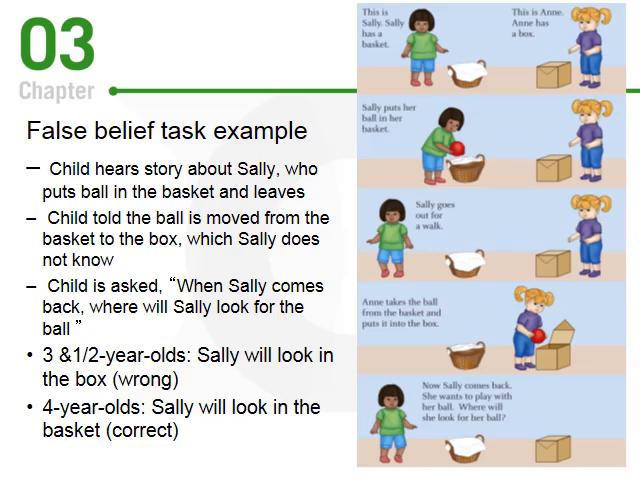 03
Chapter
False belief task example
– Child hears story about Sally, who
puts ball in the basket and leaves
– Child told the ball is moved from the
basket to the box, which Sally does
not know
– Child is asked, “When Sally comes
back, where will Sally look for the
ball ”
• 3 &1/2-year-olds: Sally will look in
the box (wrong)
• 4-year-olds: Sally will look in the
basket (correct)
This is
Sally. Sally
has a
basket.
This is Anne.
Anne has
a box.
Sally puts her
ball in her
basket.
Sally goes
out for
a walk.
Anne takes the ball
from the basket and
puts it into the box.
Now Sally comes back.
She wants to play with
her ball. Where will
she look for her ball?